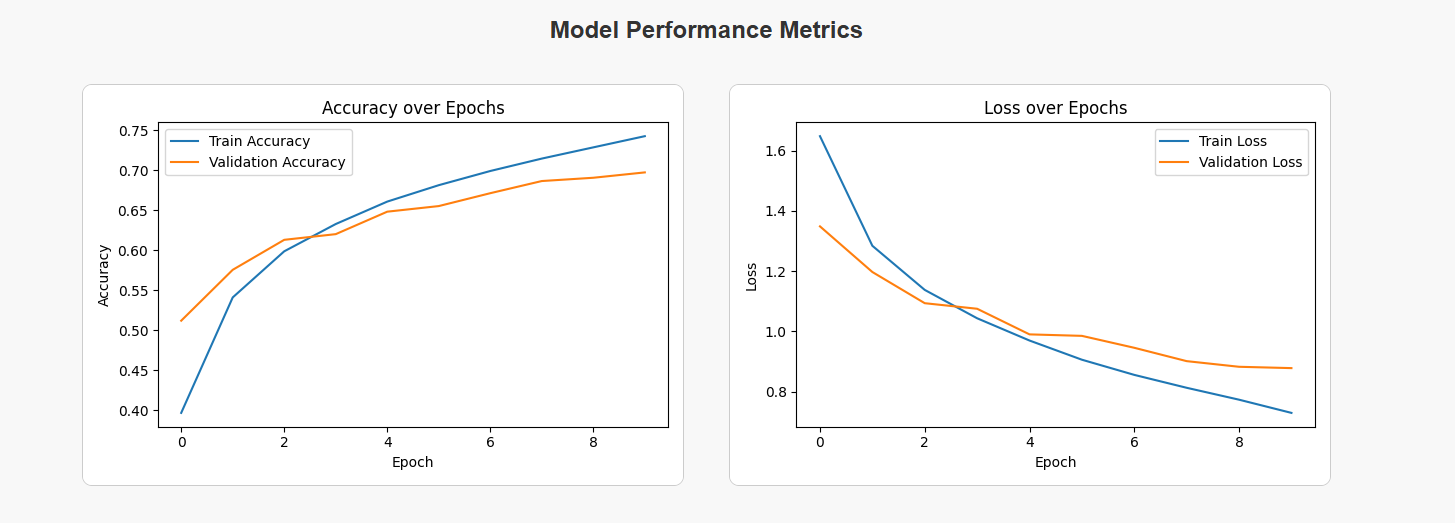 Model Performance Metrics
Accuracy over Epochs
Train Accuracy
Validation Accuracy
0.75
0.70
0.65
0.60
0.55
0.50
0.45
0.40
Accuracy
0 2 4 6 8
Epoch
Loss over Epochs
Train Loss
Validation Loss
1.6
1.4
1.2
1.0
0.8
Loss
0 2 4 6 8
Epoch